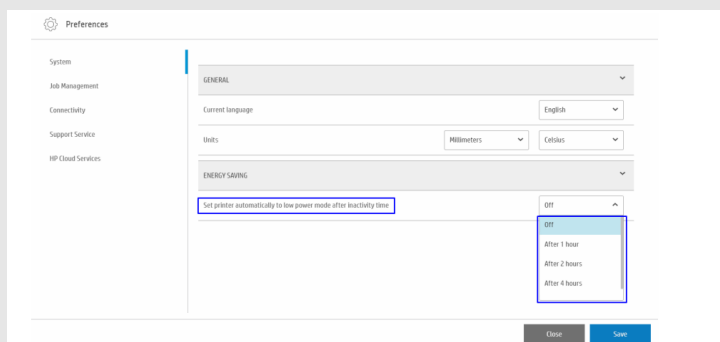 Preferences
System
Job Management
Connectivity
Support Service
HP Cloud Services
GENERAL
Current language English
Units Millimeters Celsius
ENERGY SAVING
Set printer automatically to low power mode after inactivity time Off
Off
After 1 hour
After 2 hours
After 4 hours
Close Save